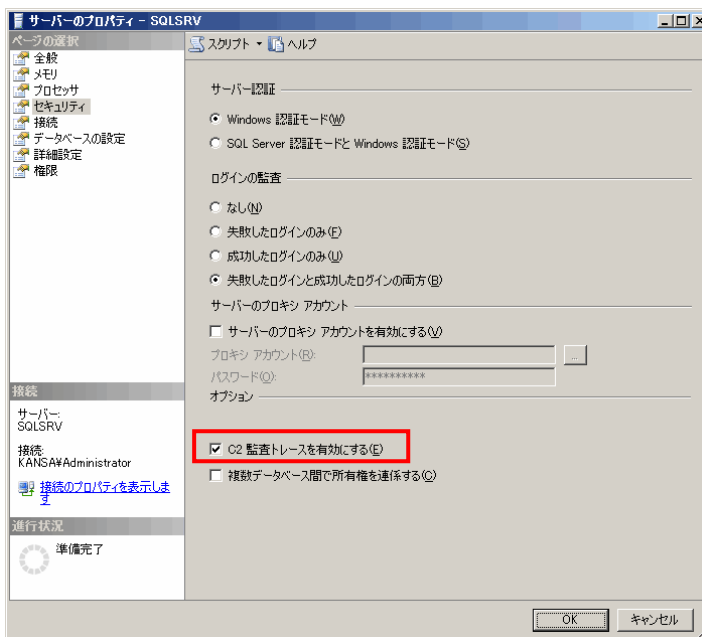 サーバーのプロパティ - SQLSRV
ページの選択
全般
メモリ
プロセッサ
セキュリティ
接続
データベースの設定
詳細設定
権限
スクリプト
ヘルプ
サーバー認証
Windows 認証モード(W)
SQL Server 認証モードと Windows 認証モード(S)
ログインの監査
なし(N)
失敗したログインのみ(F)
成功したログインのみ(U)
失敗したログインと成功したログインの両方(B)
サーバーのプロキシ アカウント
サーバーのプロキシ アカウントを有効にする(V)
プロキシ アカウント(R):
...
パスワード(O):
**********
オプション
C2 監査トレースを有効にする(E)
複数データベース間で所有権を連係する(C)
接続
サーバー:
SQLSRV
接続:
KANSA¥Administrator
接続のプロパティを表示しま
す
進行状況
準備完了
OK
キャンセル